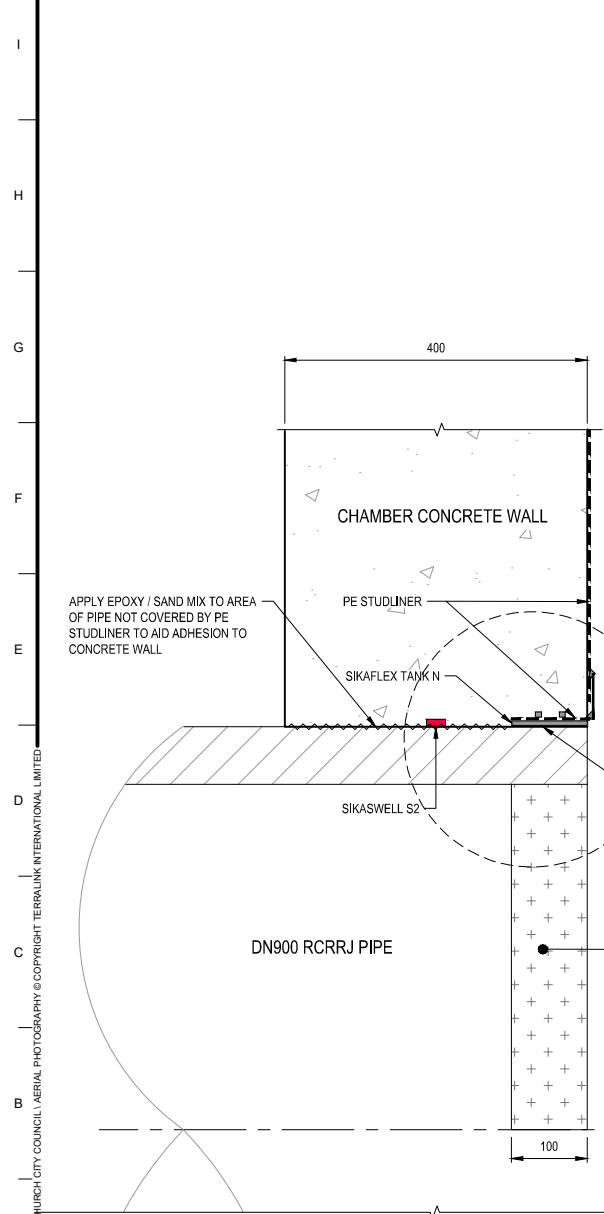 I
H
G
400
F
CHAMBER CONCRETE WALL
APPLY EPOXY / SAND MIX TO AREA
OF PIPE NOT COVERED BY PE
STUDLINER TO AID ADHESION TO
CONCRETE WALL
PE STUDLINER
E
SIKAFLEX TANK N
D
SIKASWELL S2
C
DN900 RCRRJ PIPE
B
100
HURCH CITY COUNCIL \ AERIAL PHOTOGRAPHY © COPYRIGHT TERRALINK INTERNATIONAL LIMITED